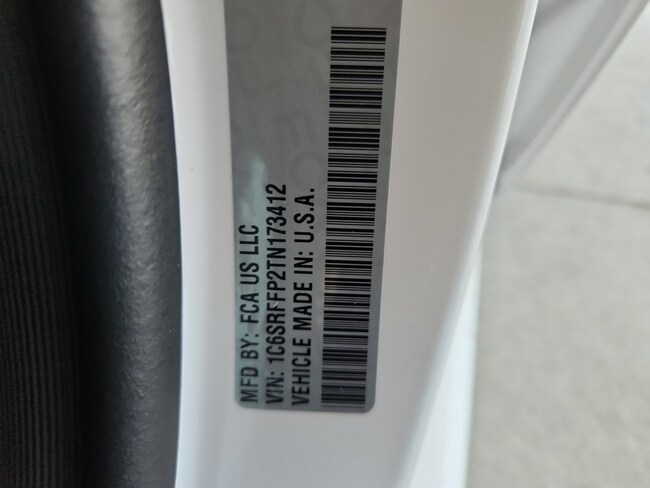 MFD BY: FCA US LLC
VIN: 1C6SRFFP2TN173412
VEHICLE MADE IN: U.S.A.